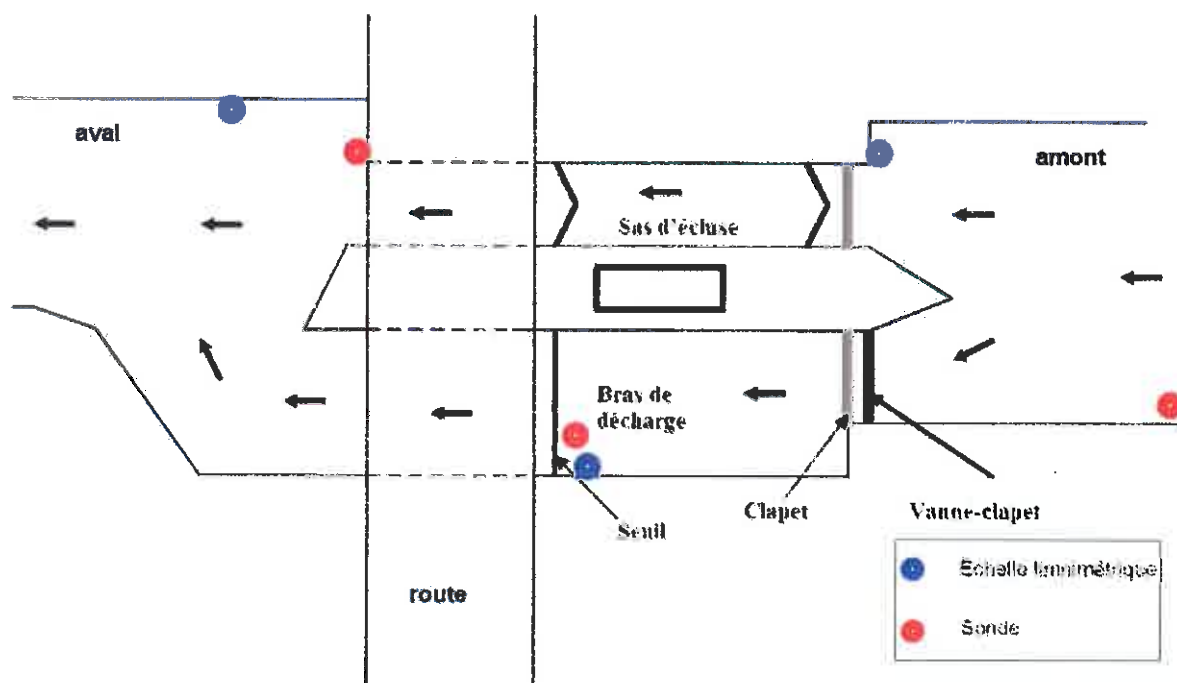 aval
amont
Sas d'écluse
Bras de
décharge
Clapet
Vanne-clapet
Seuil
Echelle limnimétrique
route
Sonde